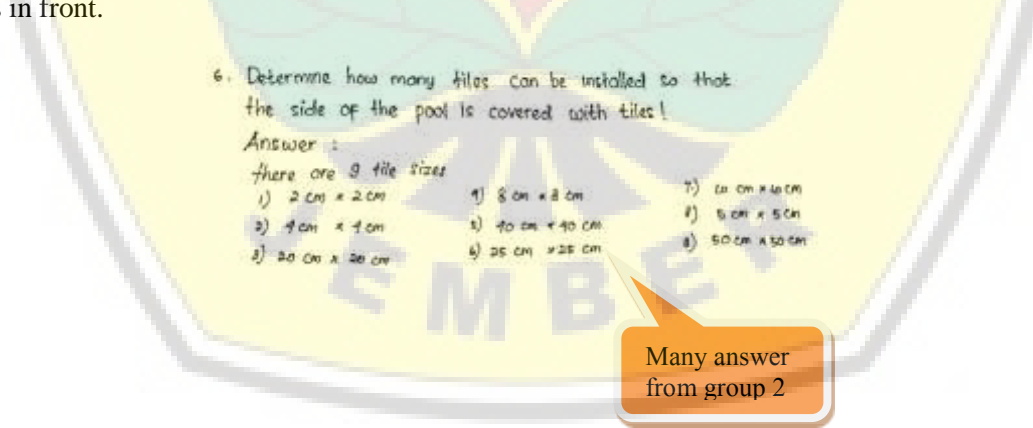 in front.
6. Determine how many tiles can be installed so that
the side of the pool is covered with tiles!
Answer :
there are 9 tile sizes
1) 2 cm × 2 cm
2) 4 cm × 4 cm
3) 20 cm × 20 cm
4) 8 cm × 8 cm
5) 40 cm × 40 cm
6) 25 cm × 25 cm
7) 10 cm × 10 cm
8) 5 cm × 5 cm
9) 50 cm × 50 cm
EMBER
Many answer
from group 2